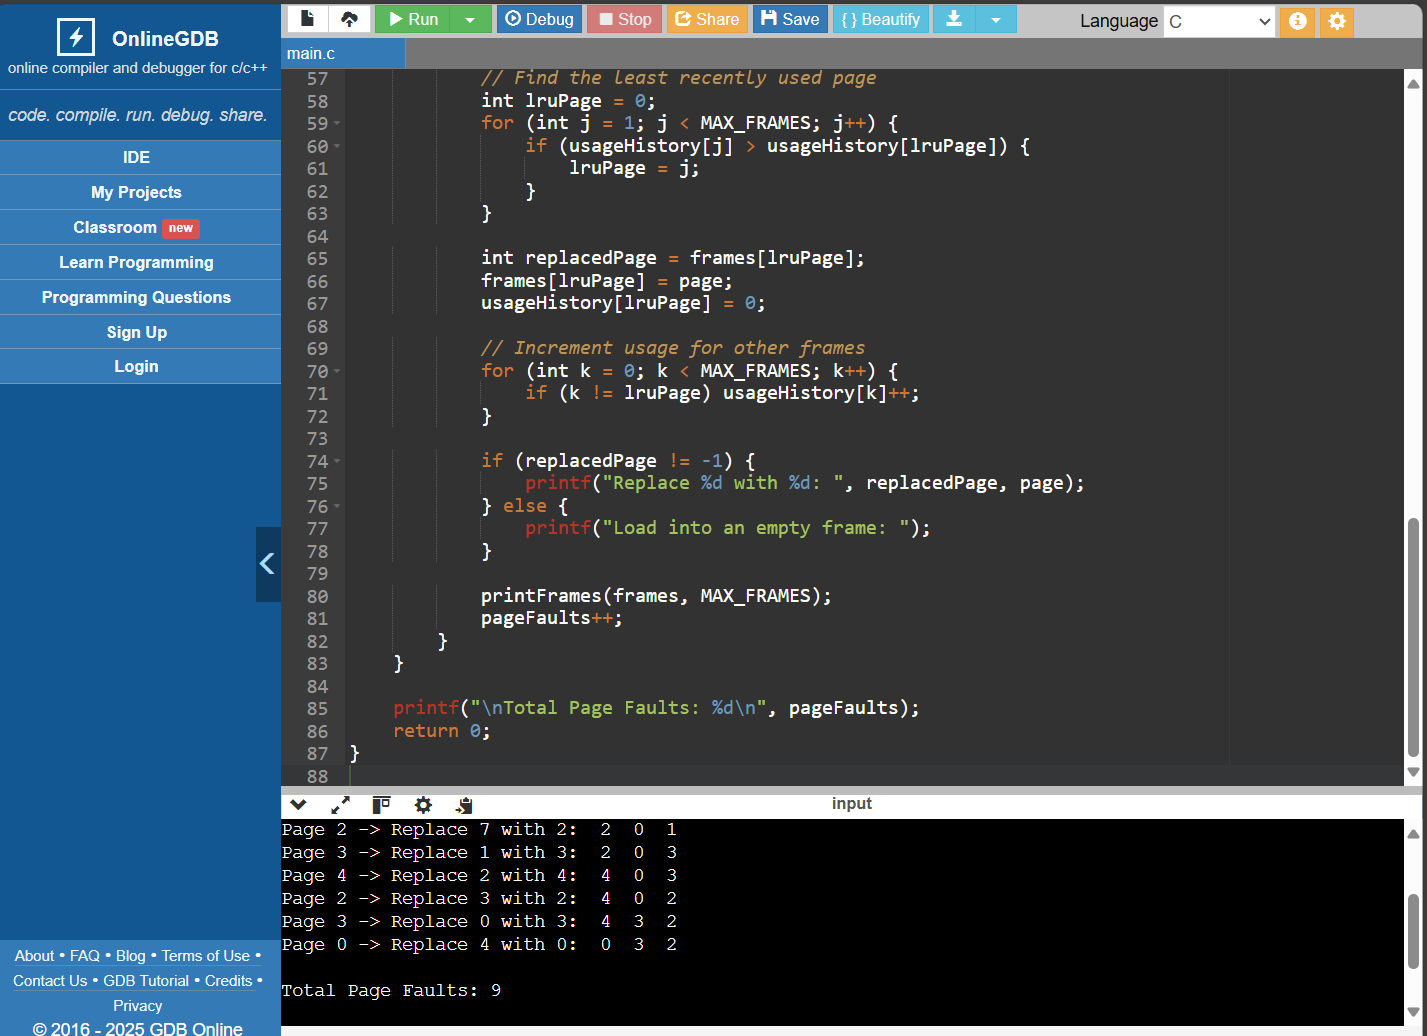 OnlineGDB
online compiler and debugger for c/c++
code. compile. run. debug. share.
IDE
My Projects
Classroom new
Learn Programming
Programming Questions
Sign Up
Login
About • FAQ • Blog • Terms of Use •
Contact Us • GDB Tutorial • Credits •
Privacy
© 2016 - 2025 GDB Online
Run Debug Stop Share Save { } Beautify Language C
main.c
57 // Find the least recently used page
58 int lruPage = 0;
59 for (int j = 1; j < MAX_FRAMES; j++) {
60 if (usageHistory[j] > usageHistory[lruPage]) {
61 lruPage = j;
62 }
63 }
64
65 int replacedPage = frames[lruPage];
66 frames[lruPage] = page;
67 usageHistory[lruPage] = 0;
68
69 // Increment usage for other frames
70 for (int k = 0; k < MAX_FRAMES; k++) {
71 if (k != lruPage) usageHistory[k]++;
72 }
73
74 if (replacedPage != -1) {
75 printf("Replace %d with %d: ", replacedPage, page);
76 } else {
77 printf("Load into an empty frame: ");
78 }
79
80 printFrames(frames, MAX_FRAMES);
81 pageFaults++;
82 }
83 }
84
85 printf("\nTotal Page Faults: %d\n", pageFaults);
86 return 0;
87 }
88
input
Page 2 -> Replace 7 with 2: 2 0 1
Page 3 -> Replace 1 with 3: 2 0 3
Page 4 -> Replace 2 with 4: 4 0 3
Page 2 -> Replace 3 with 2: 4 0 2
Page 3 -> Replace 0 with 3: 4 3 2
Page 0 -> Replace 4 with 0: 0 3 2
Total Page Faults: 9